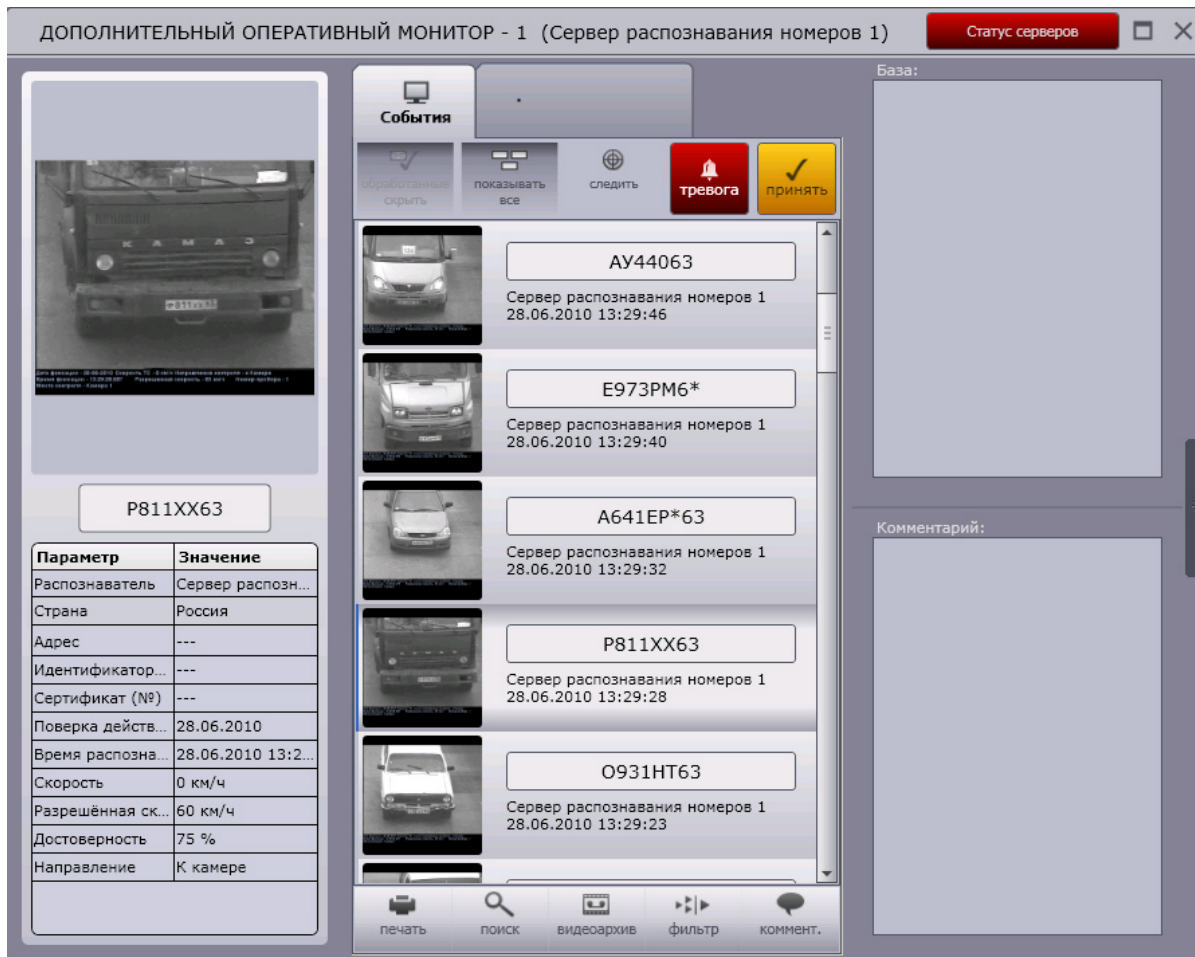 ДОПОЛНИТЕЛЬНЫЙ ОПЕРАТИВНЫЙ МОНИТОР - 1 (Сервер распознавания номеров 1)
Статус серверов
КАМАЗ
Р811ХХ63
Параметр Значение
Распознаватель Сервер распозн...
Страна Россия
Адрес ---
Идентификатор... ---
Сертификат (№) ---
Поверка действ... 28.06.2010
Время распозна... 28.06.2010 13:2...
Скорость 0 км/ч
Разрешённая ск... 60 км/ч
Достоверность 75 %
Направление К камере
События
обработанные скрыть
показывать все
следить
тревога
принять
АУ44063
Сервер распознавания номеров 1
28.06.2010 13:29:46
Е973РМ6*
Сервер распознавания номеров 1
28.06.2010 13:29:40
А641ЕР*63
Сервер распознавания номеров 1
28.06.2010 13:29:32
Р811ХХ63
Сервер распознавания номеров 1
28.06.2010 13:29:28
О931НТ63
Сервер распознавания номеров 1
28.06.2010 13:29:23
печать поиск видеоархив фильтр коммент.
База:
Комментарий: